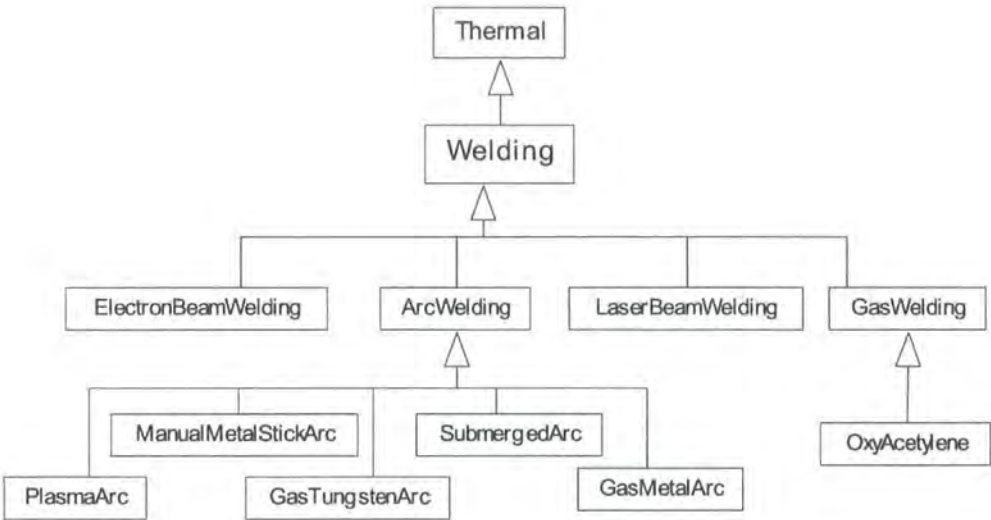 Thermal
Welding
ElectronBeamWelding
ArcWelding
LaserBeamWelding
GasWelding
ManualMetalStickArc
SubmergedArc
OxyAcetylene
PlasmaArc
GasTungstenArc
GasMetalArc